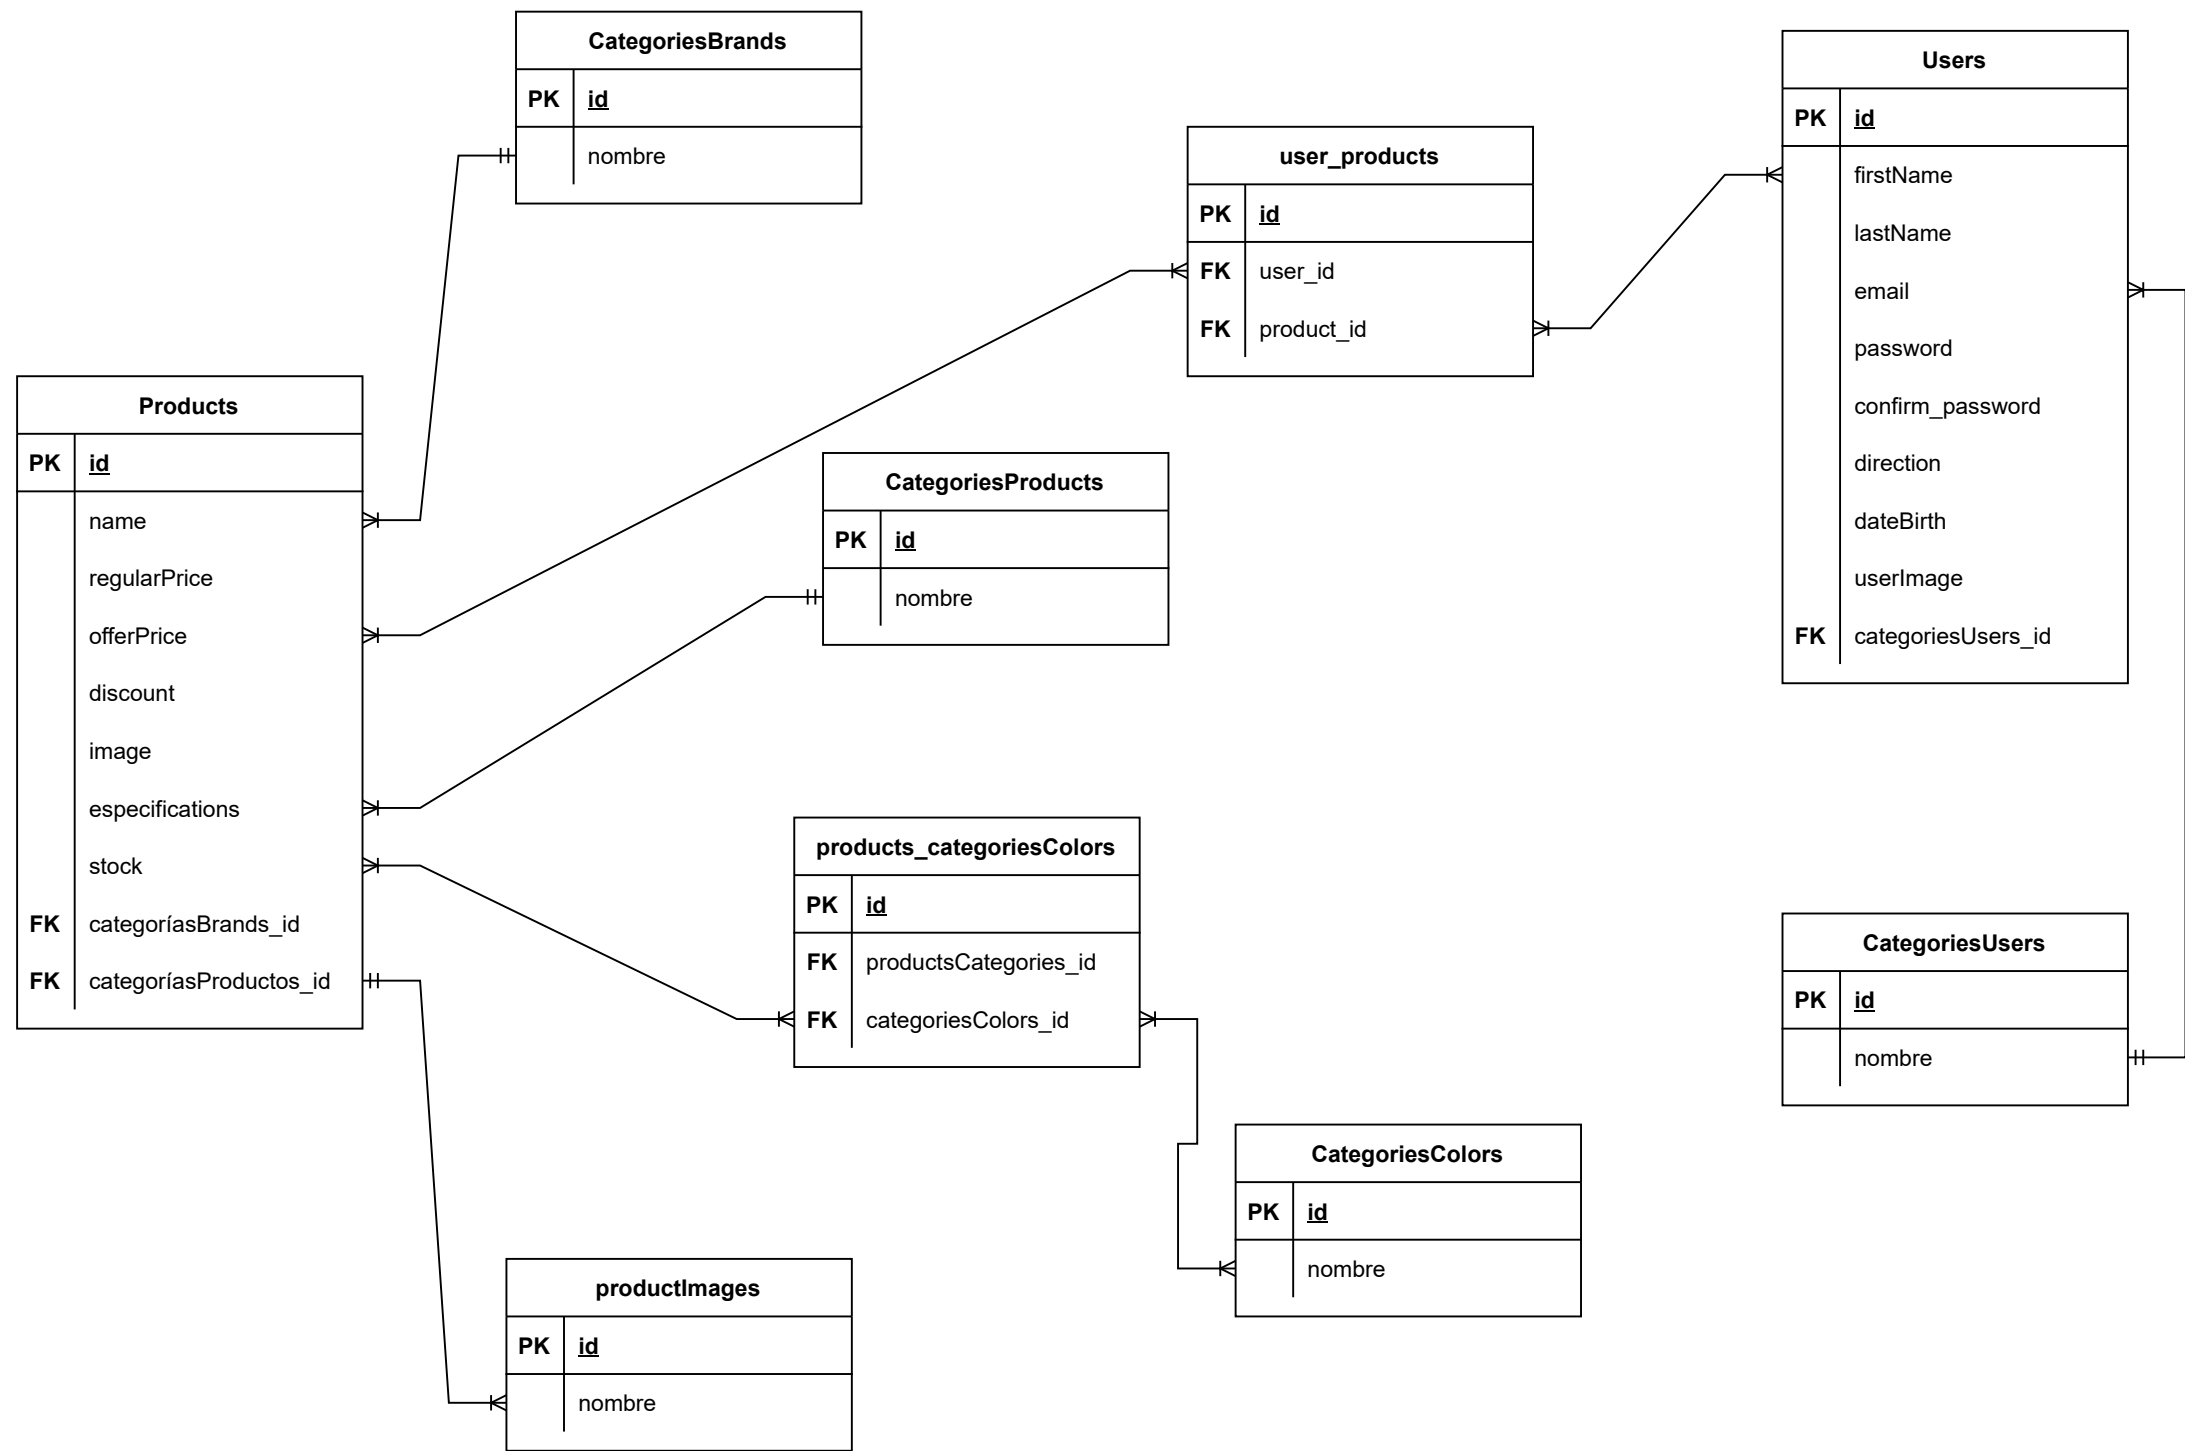 CategoriesBrands
PK id
nombre
Users
PK id
firstName
lastName
email
password
confirm_password
direction
dateBirth
userImage
FK categoriesUsers_id
user_products
PK id
FK user_id
FK product_id
Products
PK id
name
regularPrice
offerPrice
discount
image
especifications
stock
FK categoríasBrands_id
FK categoríasProductos_id
CategoriesProducts
PK id
nombre
products_categoriesColors
PK id
FK productsCategories_id
FK categoriesColors_id
CategoriesUsers
PK id
nombre
CategoriesColors
PK id
nombre
productImages
PK id
nombre